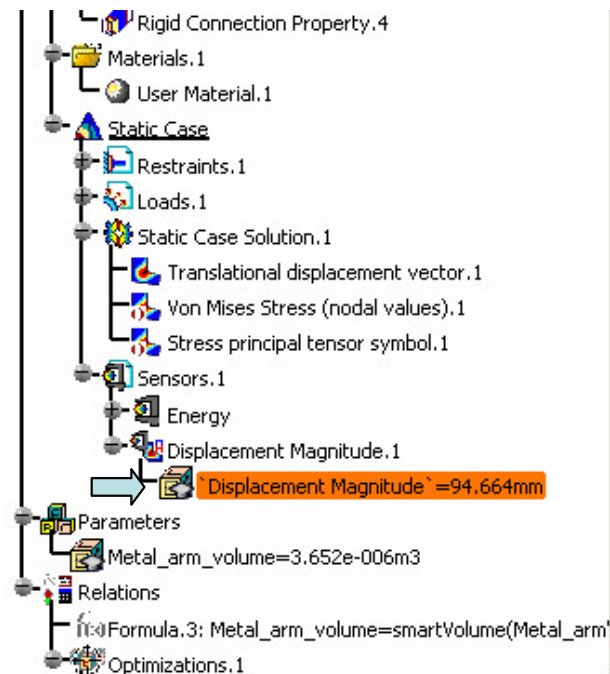 Rigid Connection Property.4
Materials.1
User Material.1
Static Case
Restraints.1
Loads.1
Static Case Solution.1
Translational displacement vector.1
Von Mises Stress (nodal values).1
Stress principal tensor symbol.1
Sensors.1
Energy
Displacement Magnitude.1
`Displacement Magnitude`=94.664mm
Parameters
Metal_arm_volume=3.652e-006m3
Relations
f(x) Formula.3: Metal_arm_volume=smartVolume(Metal_arm'
Optimizations.1